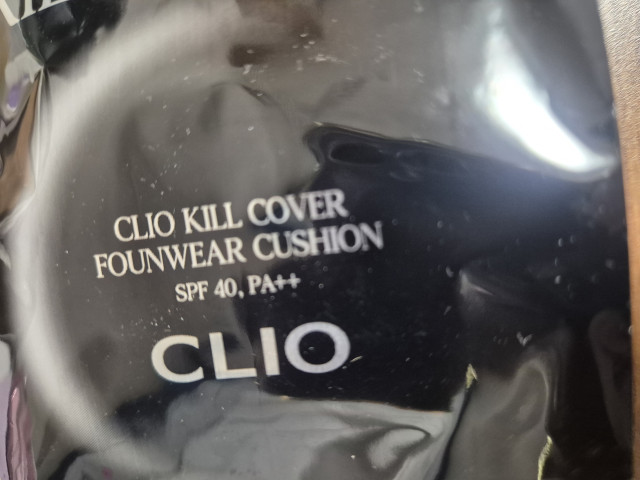 CLIO KILL COVER
FOUNWEAR CUSHION
SPF 40, PA++
CLIO